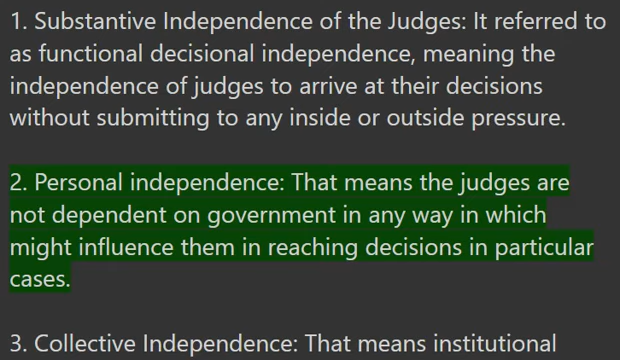 1. Substantive Independence of the Judges: It referred to
as functional decisional independence, meaning the
independence of judges to arrive at their decisions
without submitting to any inside or outside pressure.
2. Personal independence: That means the judges are
not dependent on government in any way in which
might influence them in reaching decisions in particular
cases.
3. Collective Independence: That means institutional